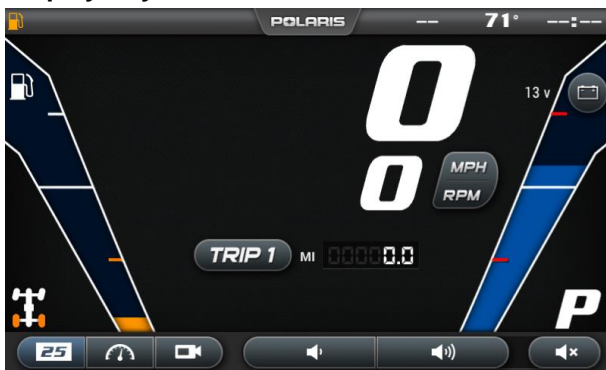 POLARIS -- 71° --:--
0
13 v
0 MPH
RPM
TRIP 1 MI 00000.0
P
25